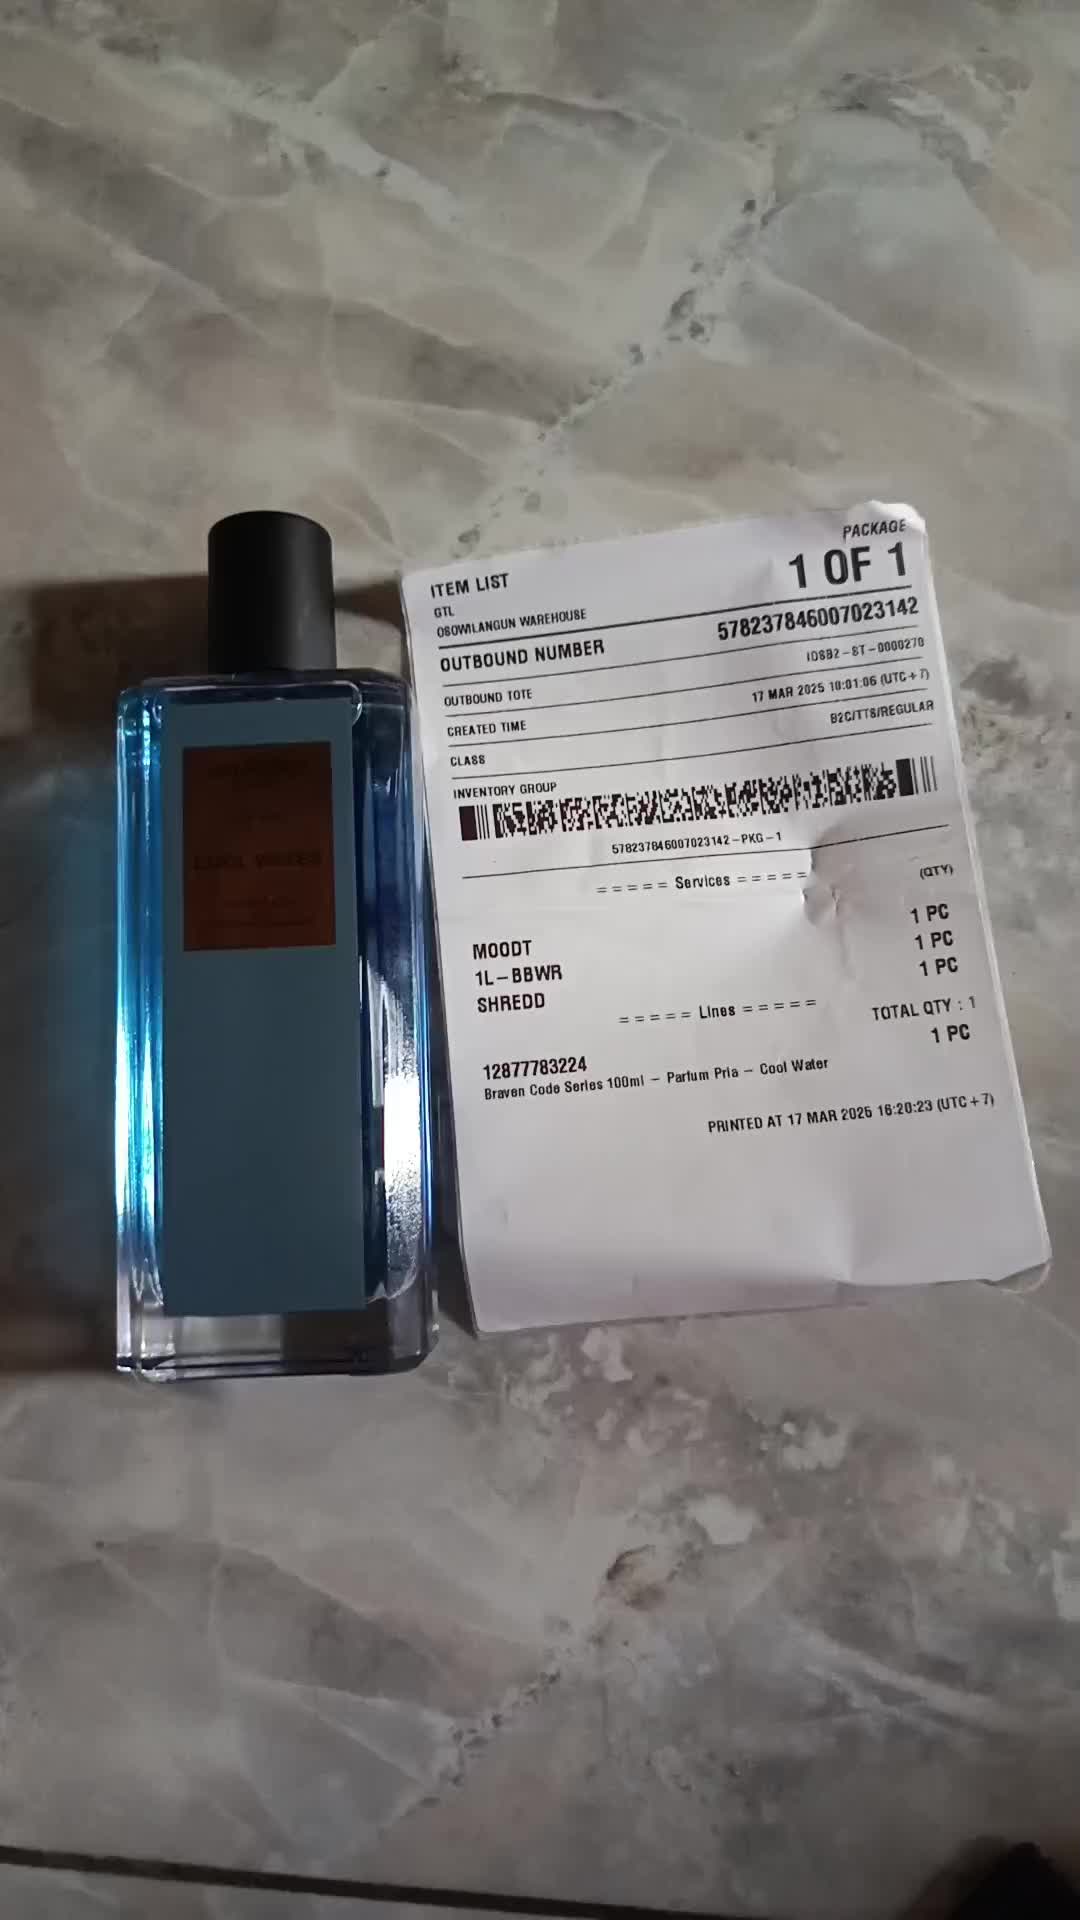 COOL WATER
PACKAGE
ITEM LIST
1 OF 1
GTL
OSOWILANGUN WAREHOUSE
OUTBOUND NUMBER
578237846007023142
OUTBOUND TOTE
IDSB2-ST-0000270
CREATED TIME
17 MAR 2025 10:01:06 (UTC+7)
CLASS
B2C/TTS/REGULAR
INVENTORY GROUP
578237846007023142-PKG-1
===== Services =====
(QTY)
MOODT
1 PC
1L-BBWR
1 PC
SHREDD
1 PC
===== Lines =====
TOTAL QTY : 1
12877783224
1 PC
Braven Code Series 100ml - Parfum Pria - Cool Water
PRINTED AT 17 MAR 2025 16:20:23 (UTC+7)